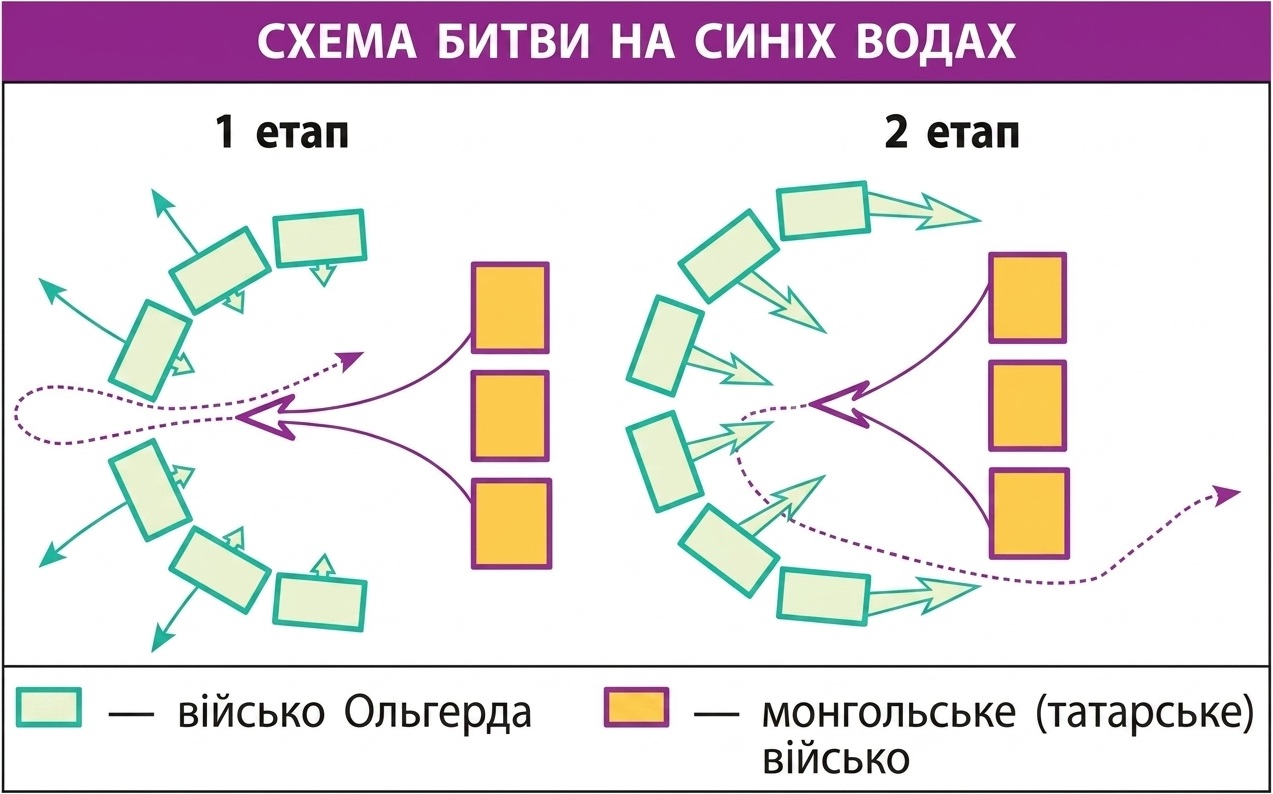 СХЕМА БИТВИ НА СИНІХ ВОДАХ
1 етап
2 етап
— військо Ольгерда
— монгольське (татарське)
військо